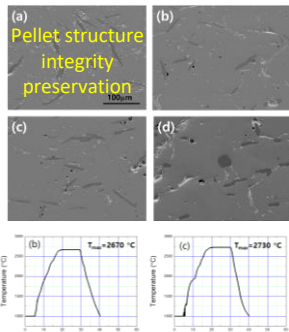 (a)
Pellet structure
integrity
preservation
100μm
(b)
(c)
(d)
(b)
Tmax=2670 °C
Temperature (°C)
(c)
Tmax=2730 °C
Temperature (°C)